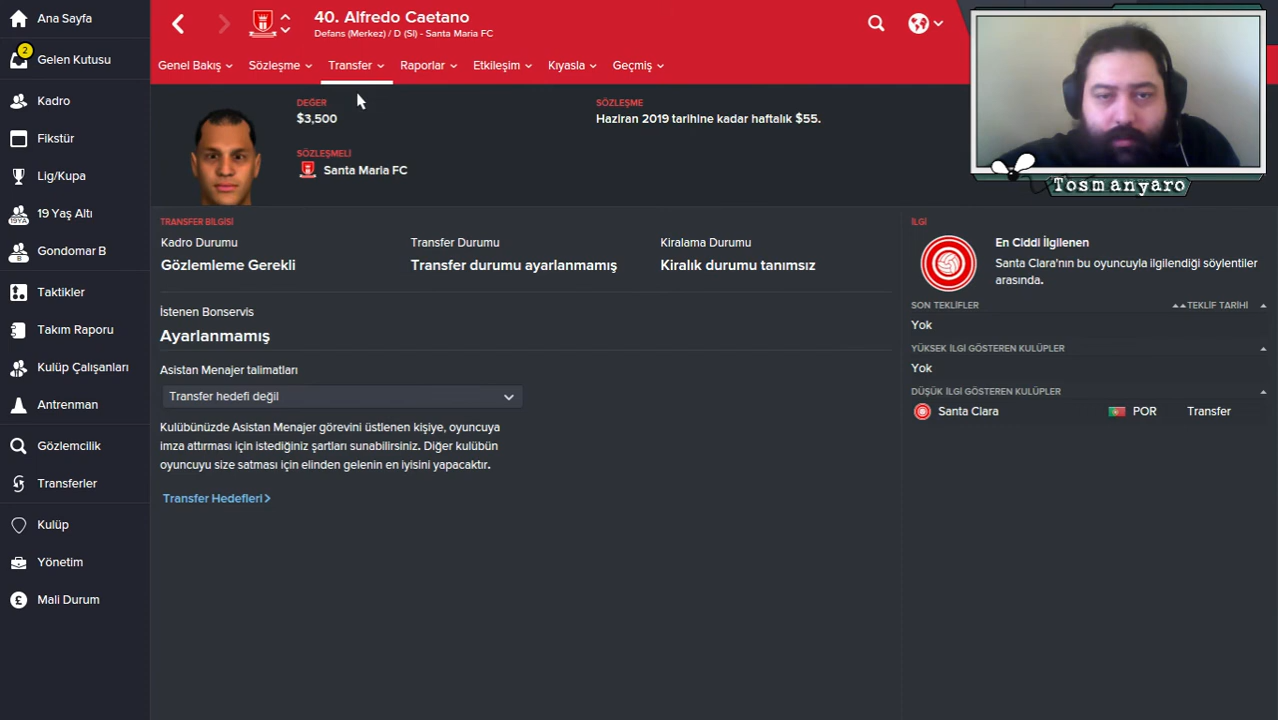 Ana Sayfa
2
Gelen Kutusu
Kadro
Fikstür
Lig/Kupa
19YA
19 Yaş Altı
B
Gondomar B
Taktikler
Takım Raporu
Kulüp Çalışanları
Antrenman
Gözlemcilik
Transferler
Kulüp
Yönetim
Mali Durum
40. Alfredo Caetano
Defans (Merkez) / D (Sl) - Santa Maria FC
Genel Bakış
Sözleşme
Transfer
Raporlar
Etkileşim
Kıyasla
Geçmiş
DEĞER
$3,500
SÖZLEŞMELİ
Santa Maria FC
SÖZLEŞME
Haziran 2019 tarihine kadar haftalık $55.
Tosmanyaro
TRANSFER BİLGİSİ
Kadro Durumu
Gözlemleme Gerekli
Transfer Durumu
Transfer durumu ayarlanmamış
Kiralama Durumu
Kiralık durumu tanımsız
İstenen Bonservis
Ayarlanmamış
Asistan Menajer talimatları
Transfer hedefi değil
Kulübünüzde Asistan Menajer görevini üstlenen kişiye, oyuncuya
imza attırması için istediğiniz şartları sunabilirsiniz. Diğer kulübün
oyuncuyu size satması için elinden gelenin en iyisini yapacaktır.
Transfer Hedefleri>
İLGİ
En Ciddi İlgilenen
Santa Clara'nın bu oyuncuyla ilgilendiği söylentiler
arasında.
SON TEKLİFLER
TEKLİF TARİHİ
Yok
YÜKSEK İLGİ GÖSTEREN KULÜPLER
Yok
DÜŞÜK İLGİ GÖSTEREN KULÜPLER
Santa Clara
POR
Transfer